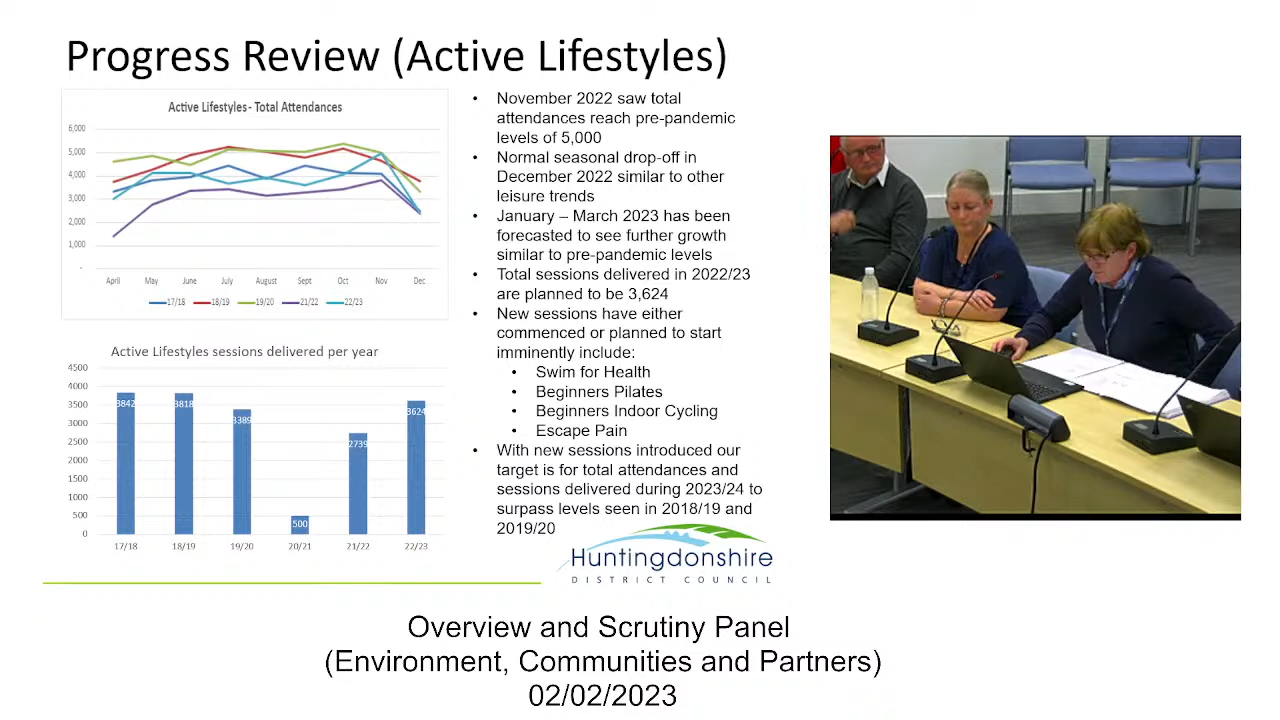 Progress Review (Active Lifestyles)
Active Lifestyles- Total Attendances
6,000
5,000
4,000
3,000
2,000
1,000
-
April May June July August Sept Oct Nov Dec
17/18 18/19 19/20 21/22 22/23
Active Lifestyles sessions delivered per year
4500
4000
3500
3000
2500
2000
1500
1000
500
0
3842 3818 3389 500 2739 3624
17/18 18/19 19/20 20/21 21/22 22/23
• November 2022 saw total
attendances reach pre-pandemic
levels of 5,000
• Normal seasonal drop-off in
December 2022 similar to other
leisure trends
• January – March 2023 has been
forecasted to see further growth
similar to pre-pandemic levels
• Total sessions delivered in 2022/23
are planned to be 3,624
• New sessions have either
commenced or planned to start
imminently include:
• Swim for Health
• Beginners Pilates
• Beginners Indoor Cycling
• Escape Pain
• With new sessions introduced our
target is for total attendances and
sessions delivered during 2023/24 to
surpass levels seen in 2018/19 and
2019/20
Huntingdonshire
DISTRICT COUNCIL
Overview and Scrutiny Panel
(Environment, Communities and Partners)
02/02/2023